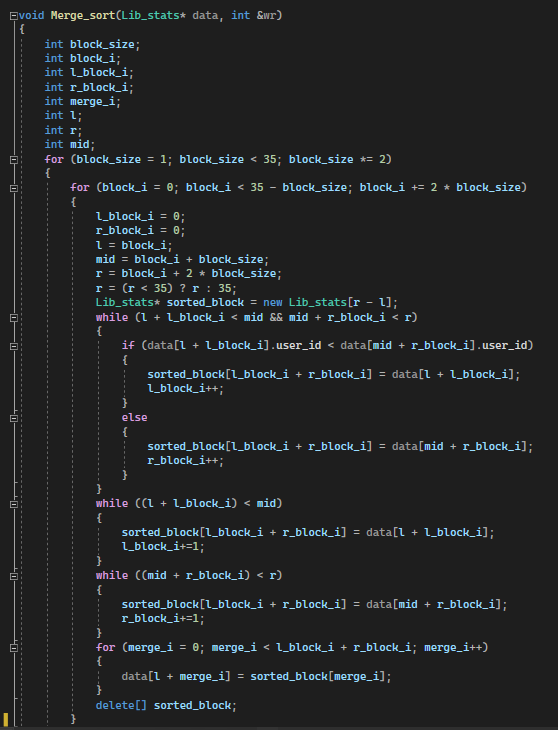 void Merge_sort(Lib_stats* data, int &wr)
{
int block_size;
int block_i;
int l_block_i;
int r_block_i;
int merge_i;
int l;
int r;
int mid;
for (block_size = 1; block_size < 35; block_size *= 2)
{
for (block_i = 0; block_i < 35 - block_size; block_i += 2 * block_size)
{
l_block_i = 0;
r_block_i = 0;
l = block_i;
mid = block_i + block_size;
r = block_i + 2 * block_size;
r = (r < 35) ? r : 35;
Lib_stats* sorted_block = new Lib_stats[r - l];
while (l + l_block_i < mid && mid + r_block_i < r)
{
if (data[l + l_block_i].user_id < data[mid + r_block_i].user_id)
{
sorted_block[l_block_i + r_block_i] = data[l + l_block_i];
l_block_i++;
}
else
{
sorted_block[l_block_i + r_block_i] = data[mid + r_block_i];
r_block_i++;
}
}
while ((l + l_block_i) < mid)
{
sorted_block[l_block_i + r_block_i] = data[l + l_block_i];
l_block_i+=1;
}
while ((mid + r_block_i) < r)
{
sorted_block[l_block_i + r_block_i] = data[mid + r_block_i];
r_block_i+=1;
}
for (merge_i = 0; merge_i < l_block_i + r_block_i; merge_i++)
{
data[l + merge_i] = sorted_block[merge_i];
}
delete[] sorted_block;
}